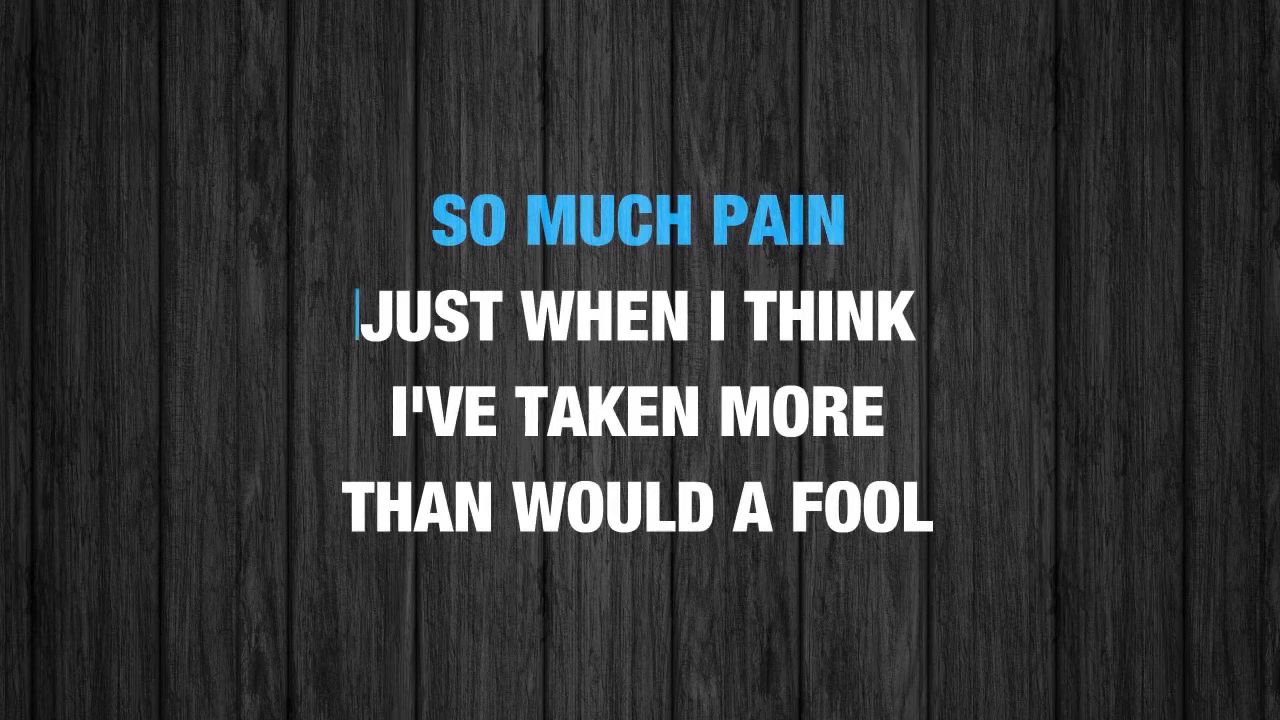 SO MUCH PAIN
JUST WHEN I THINK
I'VE TAKEN MORE
THAN WOULD A FOOL